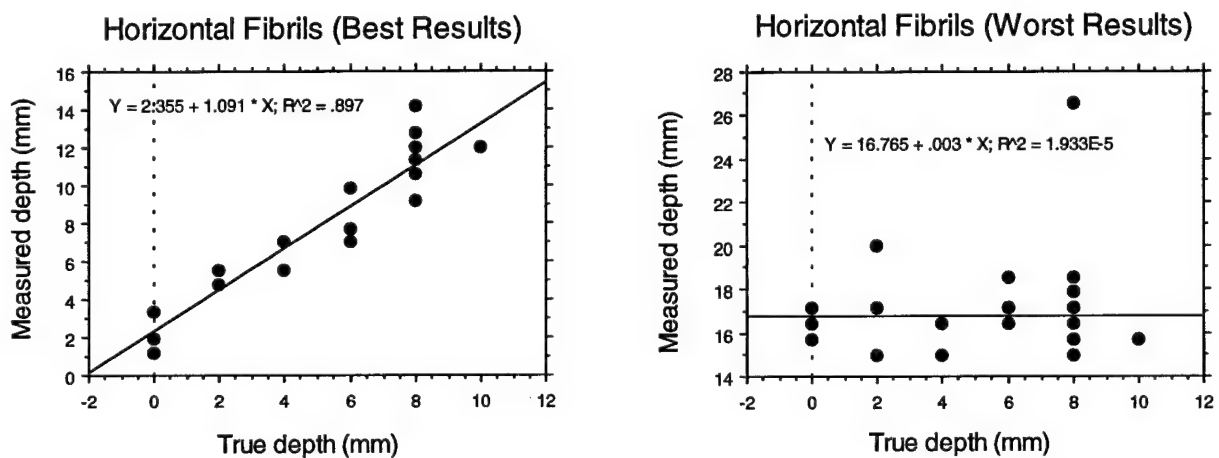 Horizontal Fibrils (Best Results)
Y = 2.355 + 1.091 * X; R^2 = .897
Measured depth (mm)
16
14
12
10
8
6
4
2
0
-2 0 2 4 6 8 10 12
True depth (mm)
Horizontal Fibrils (Worst Results)
Y = 16.765 + .003 * X; R^2 = 1.933E-5
Measured depth (mm)
28
26
24
22
20
18
16
14
-2 0 2 4 6 8 10 12
True depth (mm)